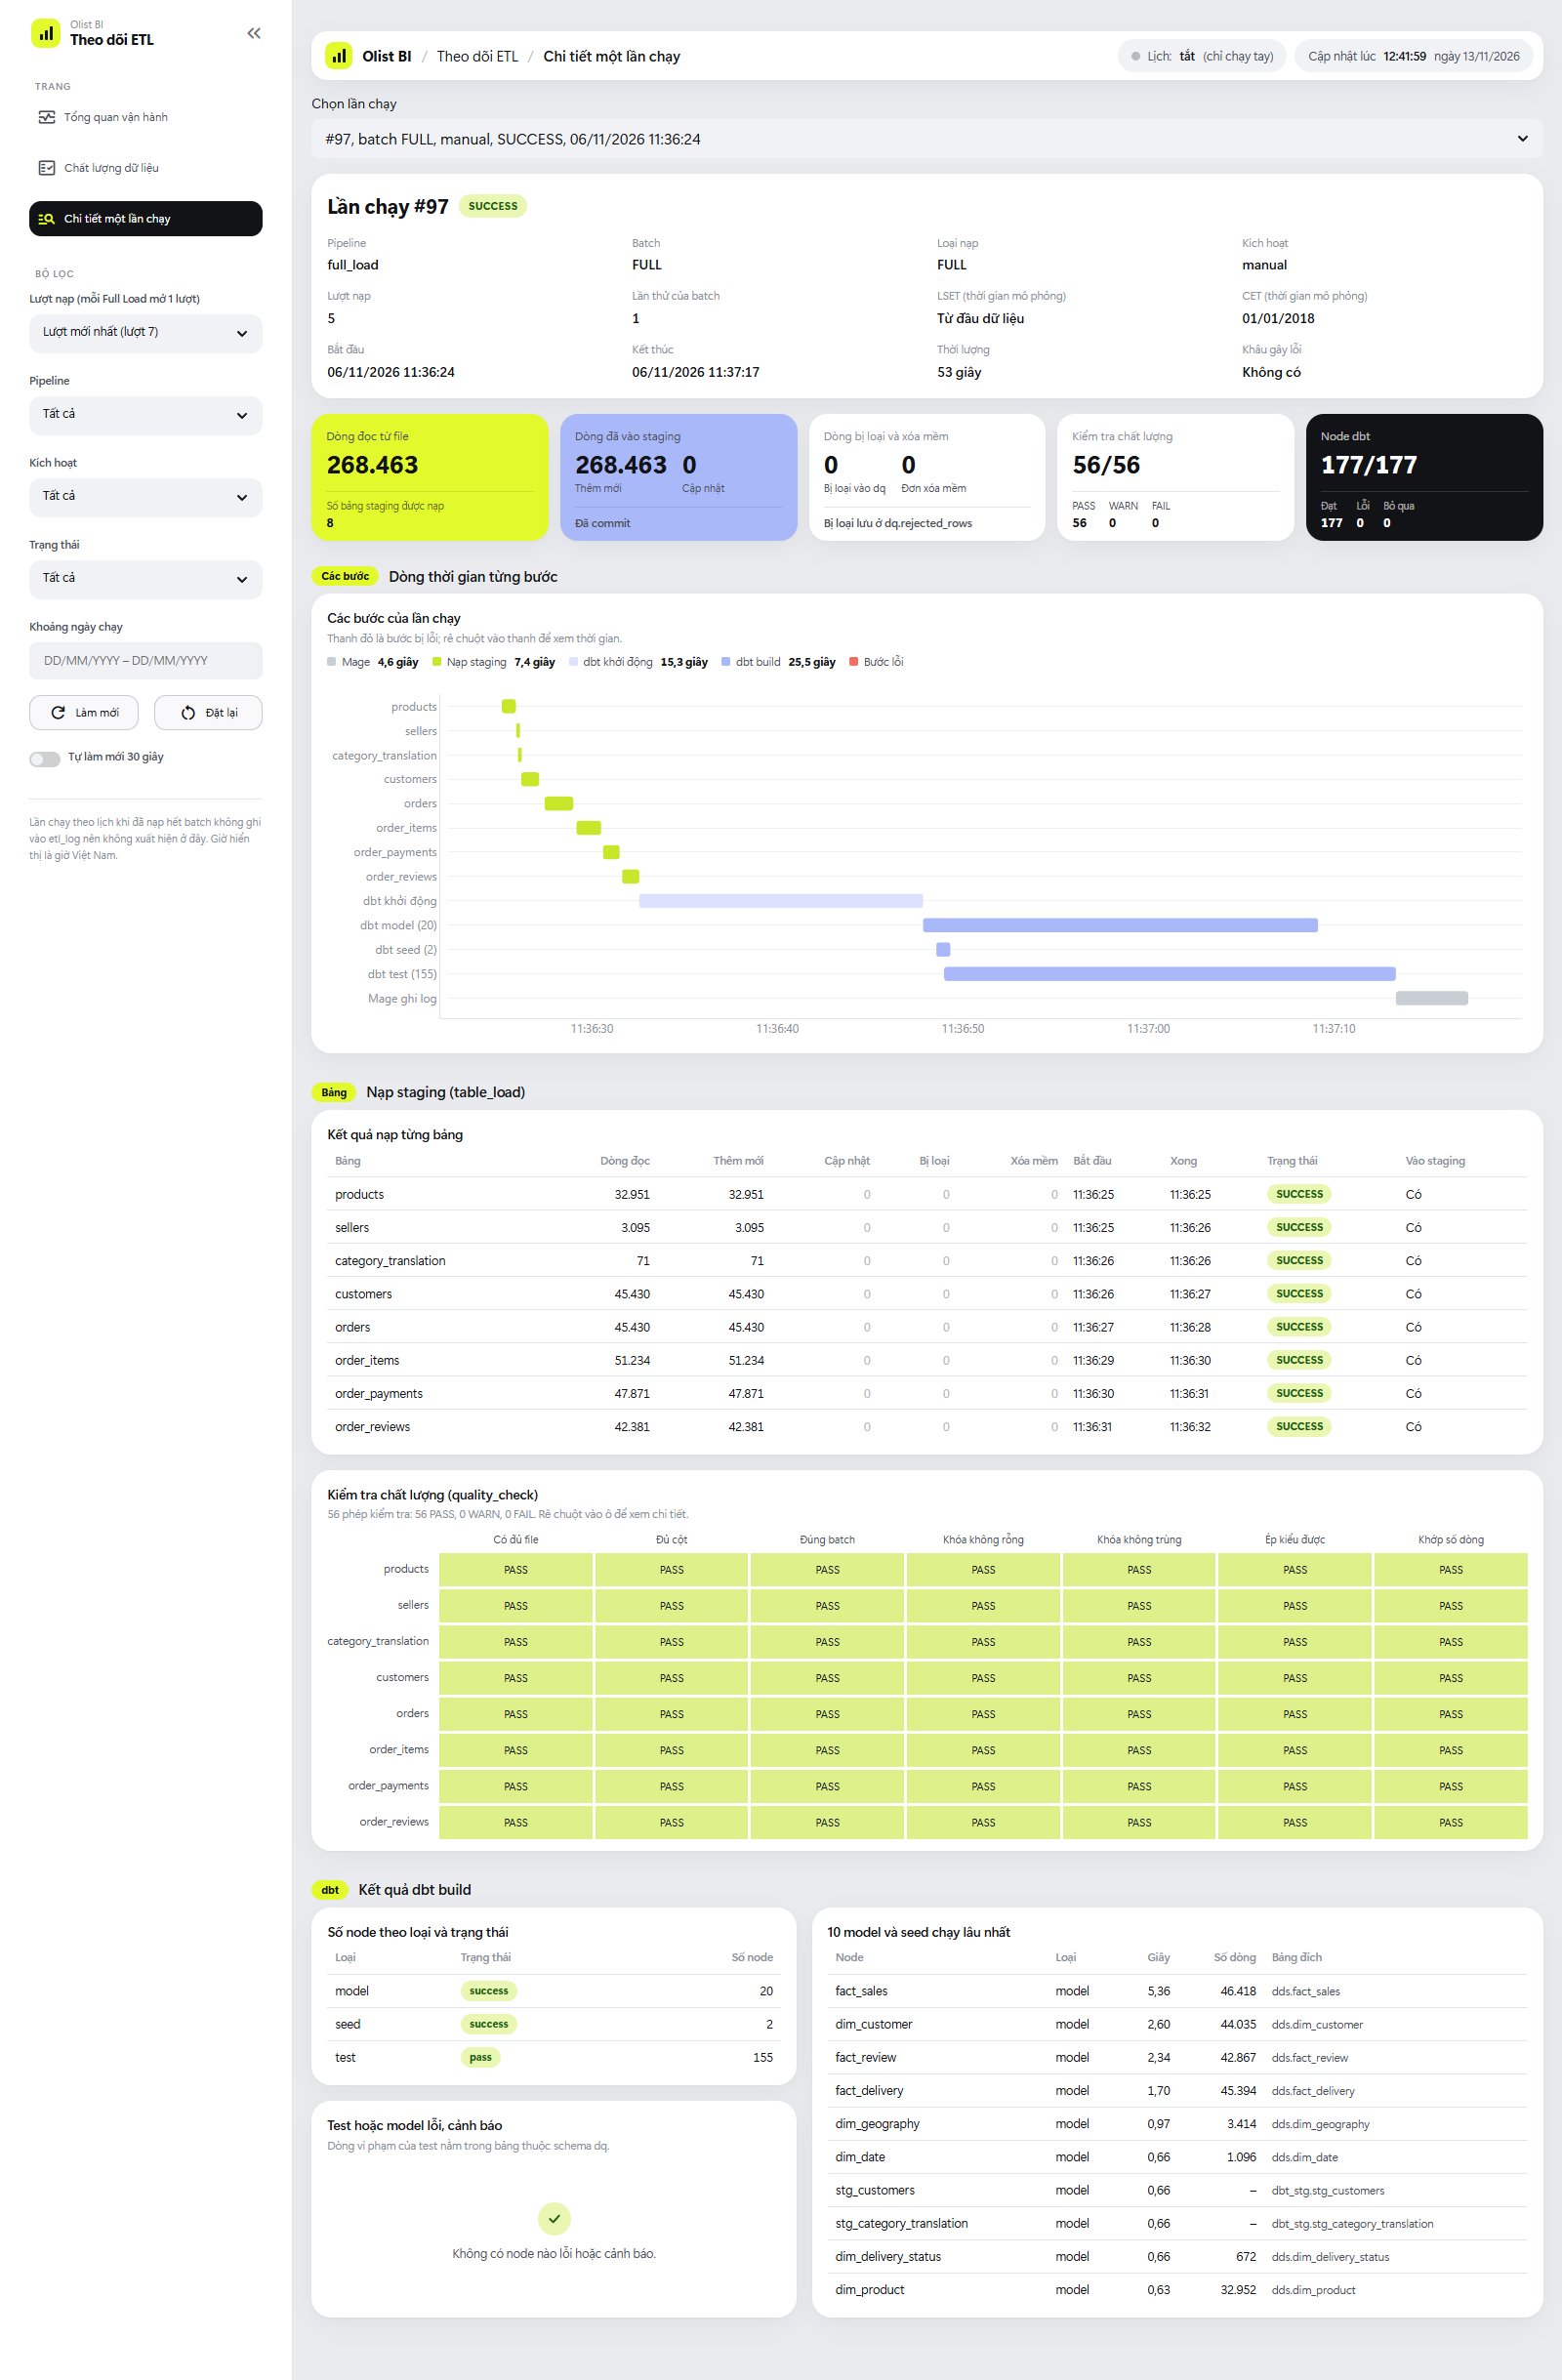 Olist BI
Theo dõi ETL
TRANG
Tổng quan vận hành
Chất lượng dữ liệu
Chi tiết một lần chạy
BỘ LỌC
Lượt nạp (mỗi Full Load mở 1 lượt)
Lượt mới nhất (lượt 7)
Pipeline
Tất cả
Kích hoạt
Tất cả
Trạng thái
Tất cả
Khoảng ngày chạy
DD/MM/YYYY – DD/MM/YYYY
Làm mới
Đặt lại
Tự làm mới 30 giây
Lần chạy theo lịch khi đã nạp hết batch không ghi
vào etl_log nên không xuất hiện ở đây. Giờ hiển
thị là giờ Việt Nam.
Olist BI / Theo dõi ETL / Chi tiết một lần chạy
Lịch: tắt (chỉ chạy tay)
Cập nhật lúc 12:41:59 ngày 13/11/2026
Chọn lần chạy
#97, batch FULL, manual, SUCCESS, 06/11/2026 11:36:24
Lần chạy #97 SUCCESS
Pipeline Batch Loại nạp Kích hoạt
full_load FULL FULL manual
Lượt nạp Lần thứ của batch LSET (thời gian mô phỏng) CET (thời gian mô phỏng)
5 1 Từ đầu dữ liệu 01/01/2018
Bắt đầu Kết thúc Thời lượng Khâu gây lỗi
06/11/2026 11:36:24 06/11/2026 11:37:17 53 giây Không có
Dòng đọc từ file
268.463
Số bảng staging được nạp
8
Dòng đã vào staging
268.463 0
Thêm mới Cập nhật
Đã commit
Dòng bị loại và xóa mềm
0 0
Bị loại vào dq Đơn xóa mềm
Bị loại lưu ở dq.rejected_rows
Kiểm tra chất lượng
56/56
PASS WARN FAIL
56 0 0
Node dbt
177/177
Đạt Lỗi Bỏ qua
177 0 0
Các bước Dòng thời gian từng bước
Các bước của lần chạy
Thanh đỏ là bước bị lỗi; rê chuột vào thanh để xem thời gian.
Mage 4,6 giây Nạp staging 7,4 giây dbt khởi động 15,3 giây dbt build 25,5 giây Bước lỗi
products
sellers
category_translation
customers
orders
order_items
order_payments
order_reviews
dbt khởi động
dbt model (20)
dbt seed (2)
dbt test (155)
Mage ghi log
11:36:30 11:36:40 11:36:50 11:37:00 11:37:10
Bảng Nạp staging (table_load)
Kết quả nạp từng bảng
Bảng Dòng đọc Thêm mới Cập nhật Bị loại Xóa mềm Bắt đầu Xong Trạng thái Vào staging
products 32.951 32.951 0 0 0 11:36:25 11:36:25 SUCCESS Có
sellers 3.095 3.095 0 0 0 11:36:25 11:36:26 SUCCESS Có
category_translation 71 71 0 0 0 11:36:26 11:36:26 SUCCESS Có
customers 45.430 45.430 0 0 0 11:36:26 11:36:27 SUCCESS Có
orders 45.430 45.430 0 0 0 11:36:27 11:36:28 SUCCESS Có
order_items 51.234 51.234 0 0 0 11:36:29 11:36:30 SUCCESS Có
order_payments 47.871 47.871 0 0 0 11:36:30 11:36:31 SUCCESS Có
order_reviews 42.381 42.381 0 0 0 11:36:31 11:36:32 SUCCESS Có
Kiểm tra chất lượng (quality_check)
56 phép kiểm tra: 56 PASS, 0 WARN, 0 FAIL. Rê chuột vào ô để xem chi tiết.
Có đủ file Đủ cột Đúng batch Khóa không rỗng Khóa không trùng Ép kiểu được Khớp số dòng
products PASS PASS PASS PASS PASS PASS PASS
sellers PASS PASS PASS PASS PASS PASS PASS
category_translation PASS PASS PASS PASS PASS PASS PASS
customers PASS PASS PASS PASS PASS PASS PASS
orders PASS PASS PASS PASS PASS PASS PASS
order_items PASS PASS PASS PASS PASS PASS PASS
order_payments PASS PASS PASS PASS PASS PASS PASS
order_reviews PASS PASS PASS PASS PASS PASS PASS
dbt Kết quả dbt build
Số node theo loại và trạng thái
Loại Trạng thái Số node
model success 20
seed success 2
test pass 155
Test hoặc model lỗi, cảnh báo
Dòng vi phạm của test nằm trong bảng thuộc schema dq.
Không có node nào lỗi hoặc cảnh báo.
10 model và seed chạy lâu nhất
Node Loại Giây Số dòng Bảng đích
fact_sales model 5,36 46.418 dds.fact_sales
dim_customer model 2,60 44.035 dds.dim_customer
fact_review model 2,34 42.867 dds.fact_review
fact_delivery model 1,70 45.394 dds.fact_delivery
dim_geography model 0,97 3.414 dds.dim_geography
dim_date model 0,66 1.096 dds.dim_date
stg_customers model 0,66 – dbt_stg.stg_customers
stg_category_translation model 0,66 – dbt_stg.stg_category_translation
dim_delivery_status model 0,66 672 dds.dim_delivery_status
dim_product model 0,63 32.952 dds.dim_product